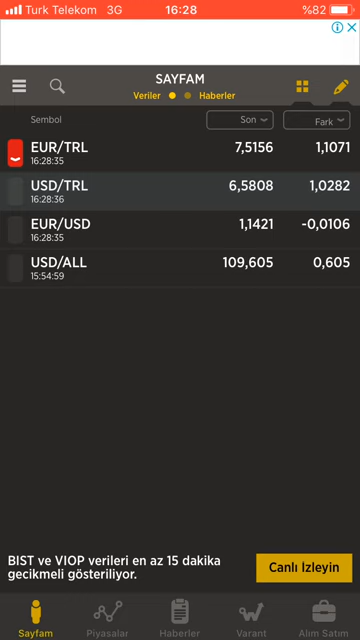 Turk Telekom 3G 16:28 %82
SAYFAM
Veriler Haberler
Sembol Son Fark
EUR/TRL 7,5156 1,1071
16:28:35
USD/TRL 6,5808 1,0282
16:28:36
EUR/USD 1,1421 -0,0106
16:28:35
USD/ALL 109,605 0,605
15:54:59
BIST ve VIOP verileri en az 15 dakika
gecikmeli gösteriliyor.
Canlı İzleyin
Sayfam Piyasalar Haberler Varant Alım Satım